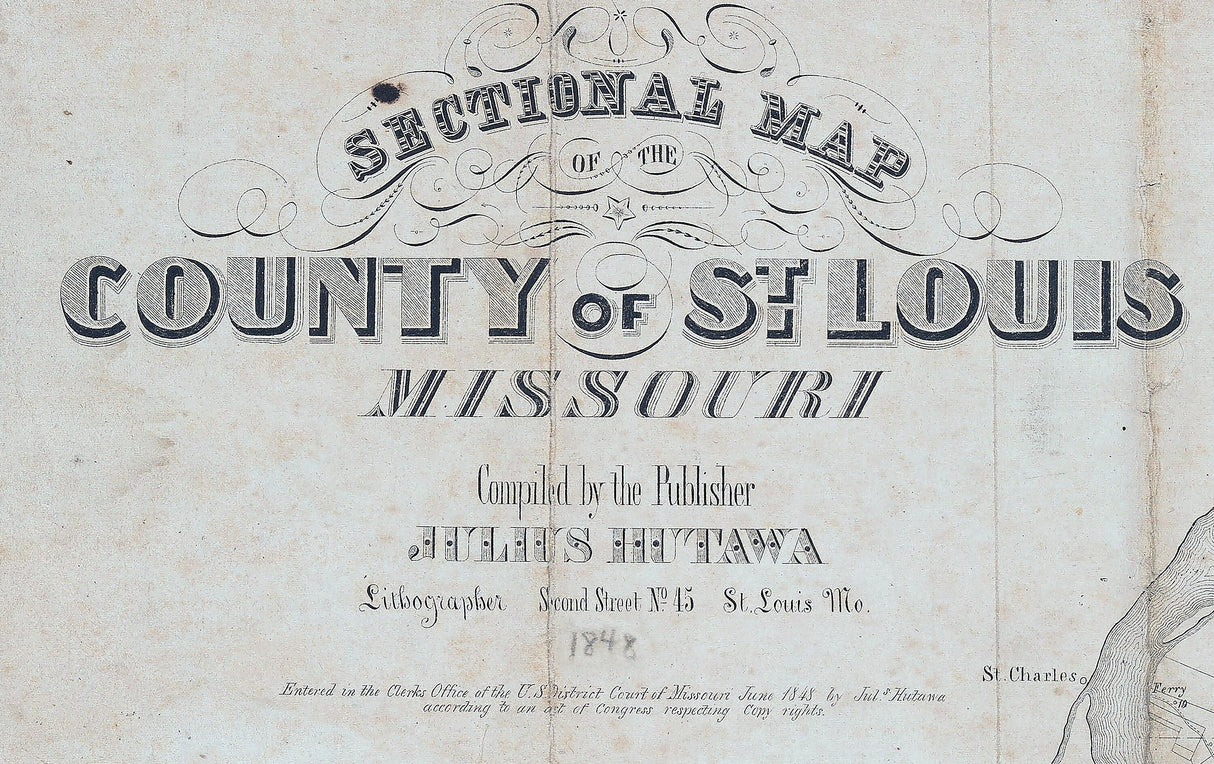 SECTIONAL MAP
OF THE
COUNTY OF ST. LOUIS
MISSOURI
Compiled by the Publisher
JULIUS HUTAWA
Lithographer Second Street No. 45 St. Louis Mo.
1848
Entered in the Clerks Office of the U. S. District Court of Missouri June 1848 by Jul.s Hutawa
according to an act of Congress respecting Copy rights.
St. Charles
Ferry
10